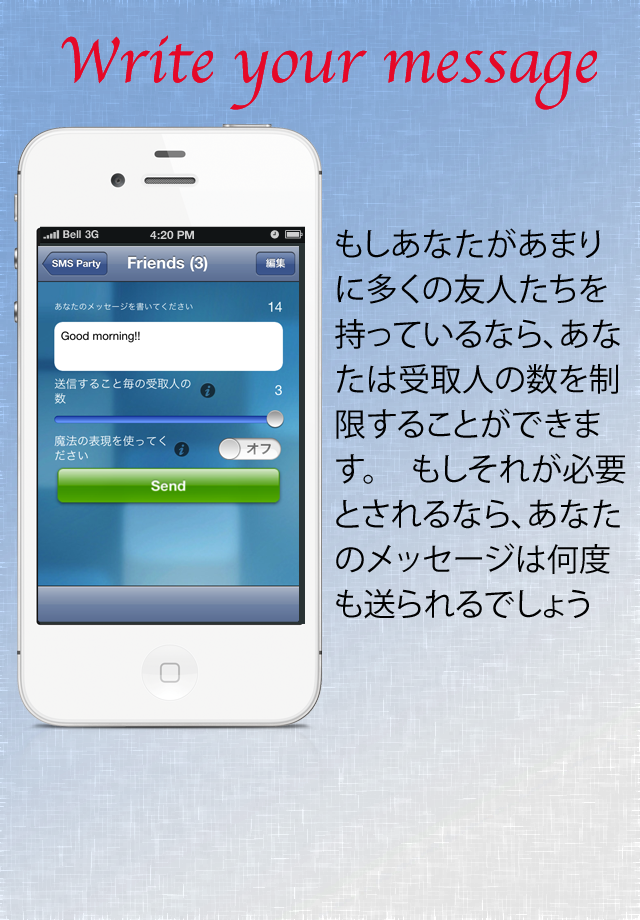 Write your message
Bell 3G 4:20 PM
SMS Party Friends (3) 編集
あなたのメッセージを書いてください 14
Good morning!!
送信すること毎の受取人の
数 3
魔法の表現を使ってく
ださい オフ
Send
もしあなたがあまり
に多くの友人たちを
持っているなら、あな
たは受取人の数を制
限することができま
す。　もしそれが必要
とされるなら、あなた
のメッセージは何度
も送られるでしょう